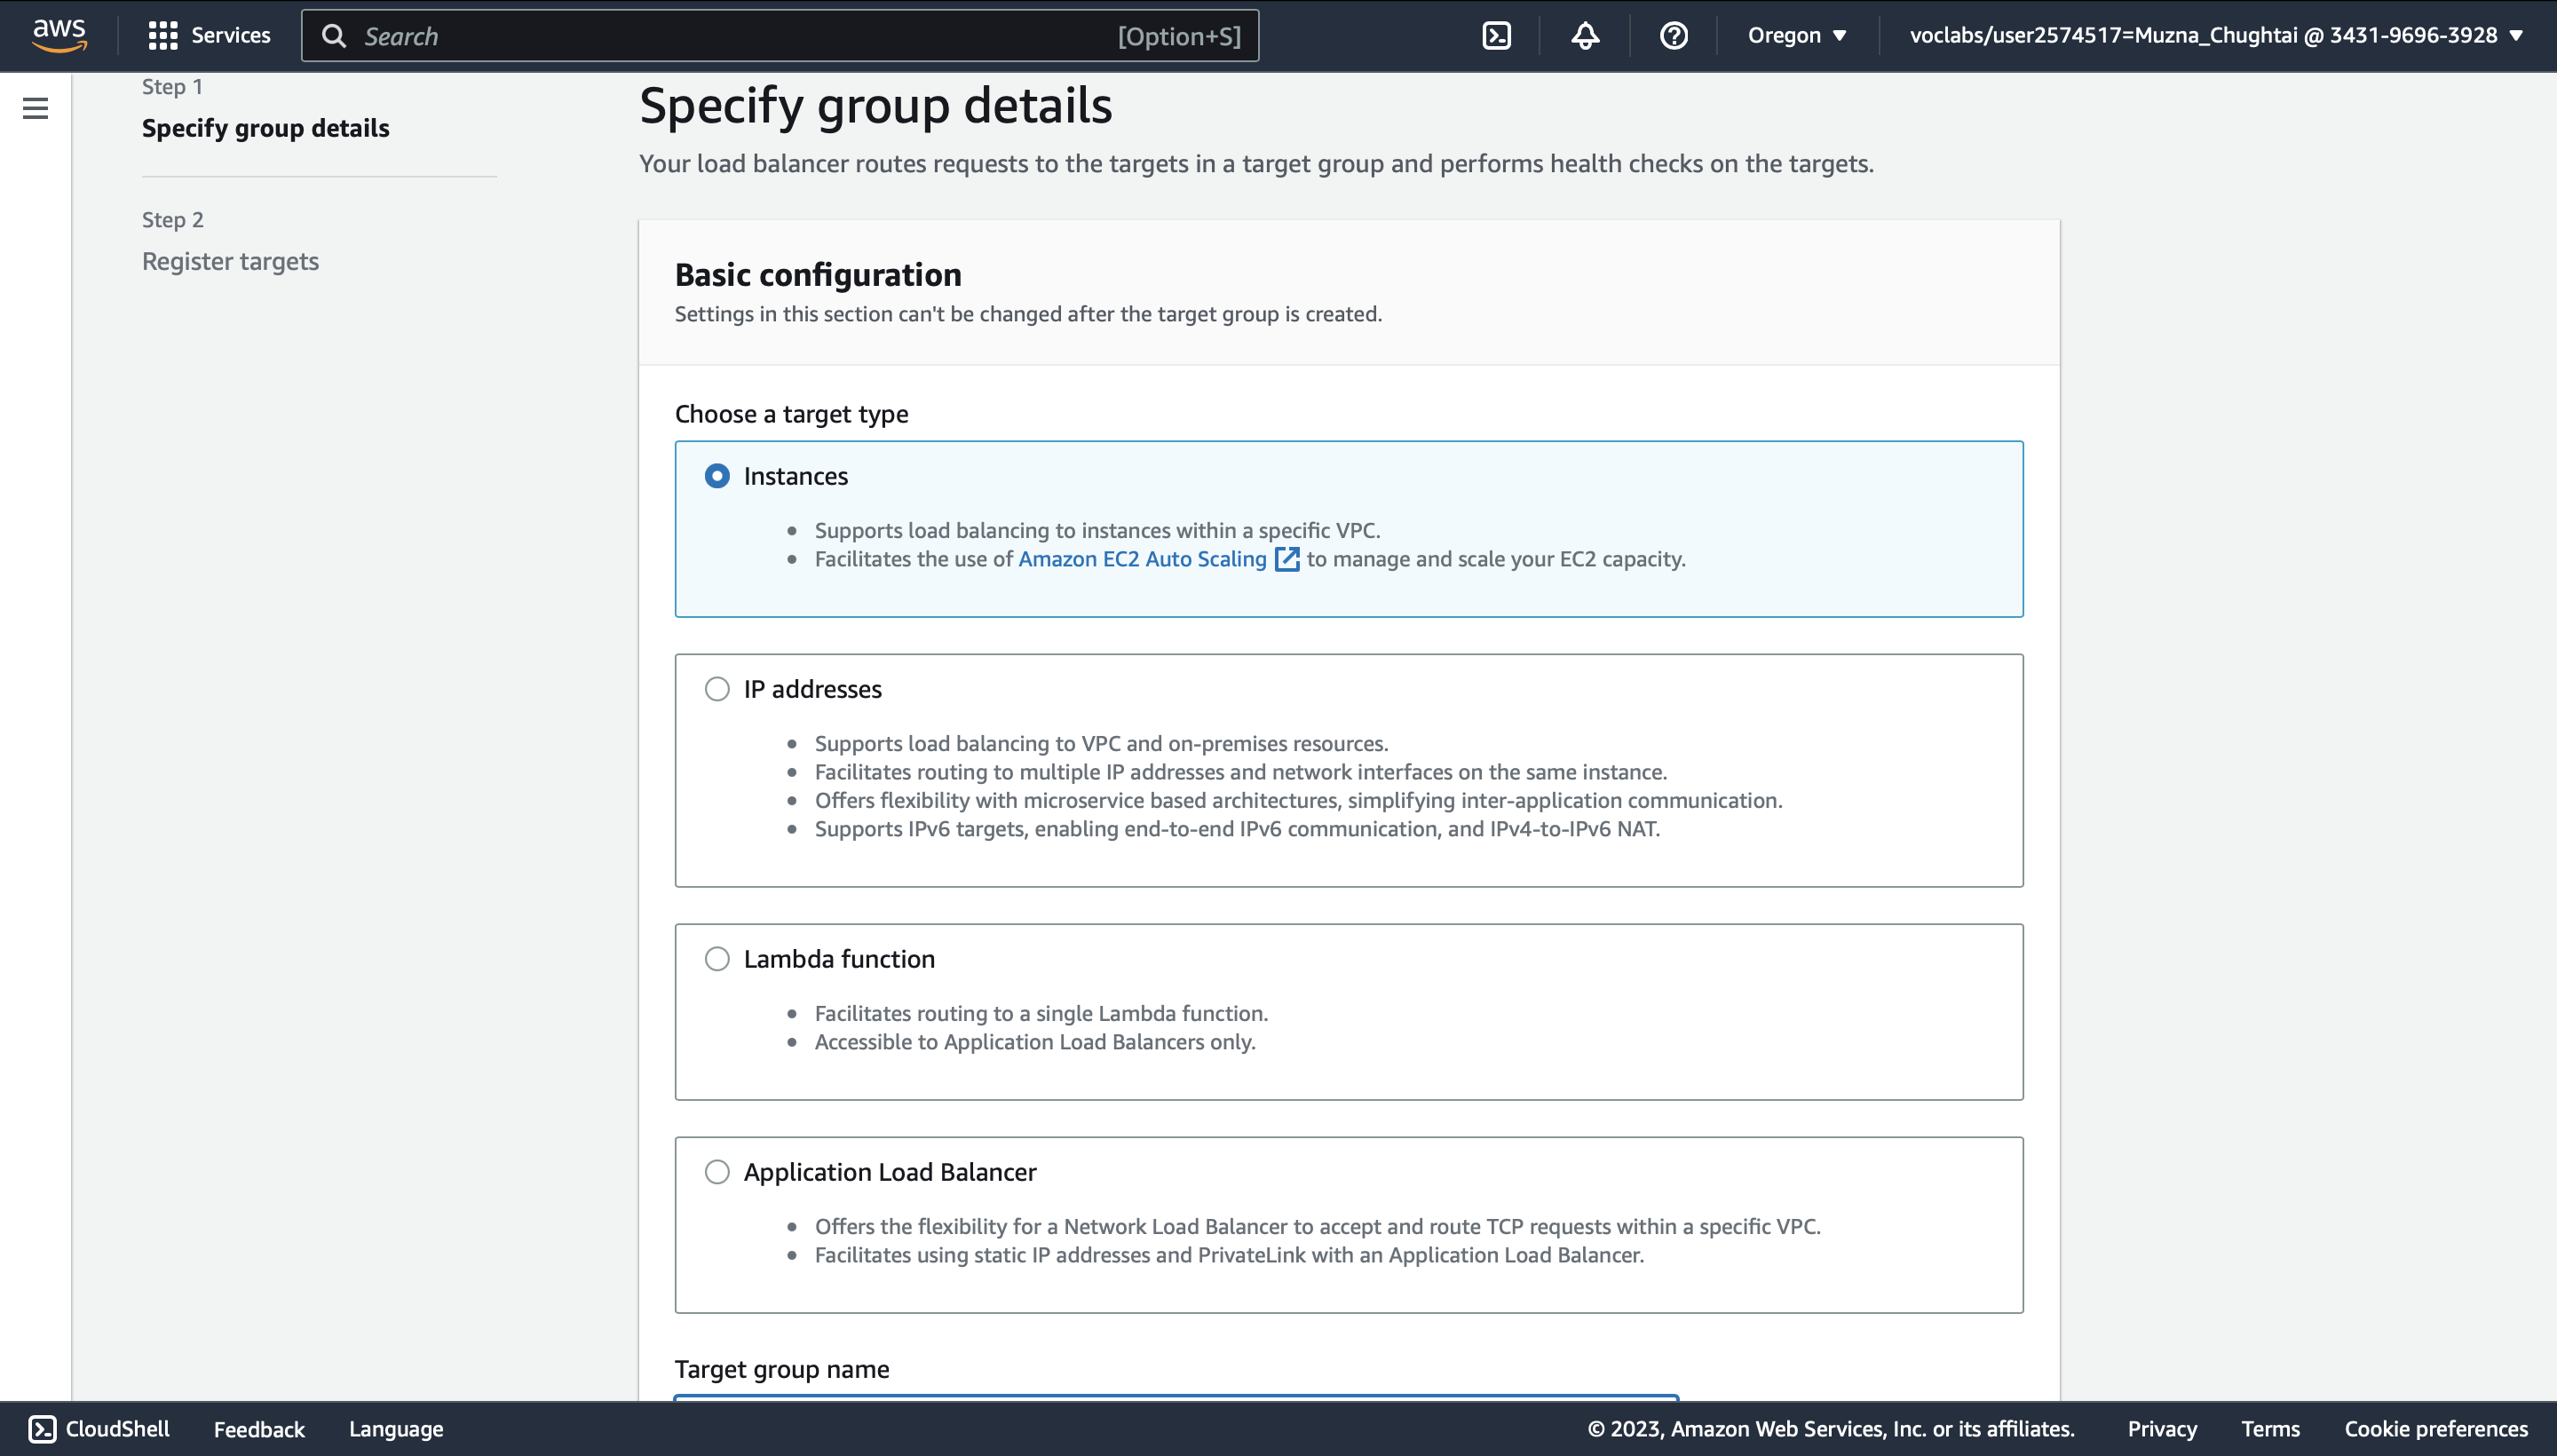 aws
Services
Search
[Option+S]
Oregon
voclabs/user2574517=Muzna_Chughtai @ 3431-9696-3928
Step 1
Specify group details
Step 2
Register targets
Specify group details
Your load balancer routes requests to the targets in a target group and performs health checks on the targets.
Basic configuration
Settings in this section can't be changed after the target group is created.
Choose a target type
Instances
Supports load balancing to instances within a specific VPC.
Facilitates the use of Amazon EC2 Auto Scaling to manage and scale your EC2 capacity.
IP addresses
Supports load balancing to VPC and on-premises resources.
Facilitates routing to multiple IP addresses and network interfaces on the same instance.
Offers flexibility with microservice based architectures, simplifying inter-application communication.
Supports IPv6 targets, enabling end-to-end IPv6 communication, and IPv4-to-IPv6 NAT.
Lambda function
Facilitates routing to a single Lambda function.
Accessible to Application Load Balancers only.
Application Load Balancer
Offers the flexibility for a Network Load Balancer to accept and route TCP requests within a specific VPC.
Facilitates using static IP addresses and PrivateLink with an Application Load Balancer.
Target group name
CloudShell
Feedback
Language
© 2023, Amazon Web Services, Inc. or its affiliates.
Privacy
Terms
Cookie preferences